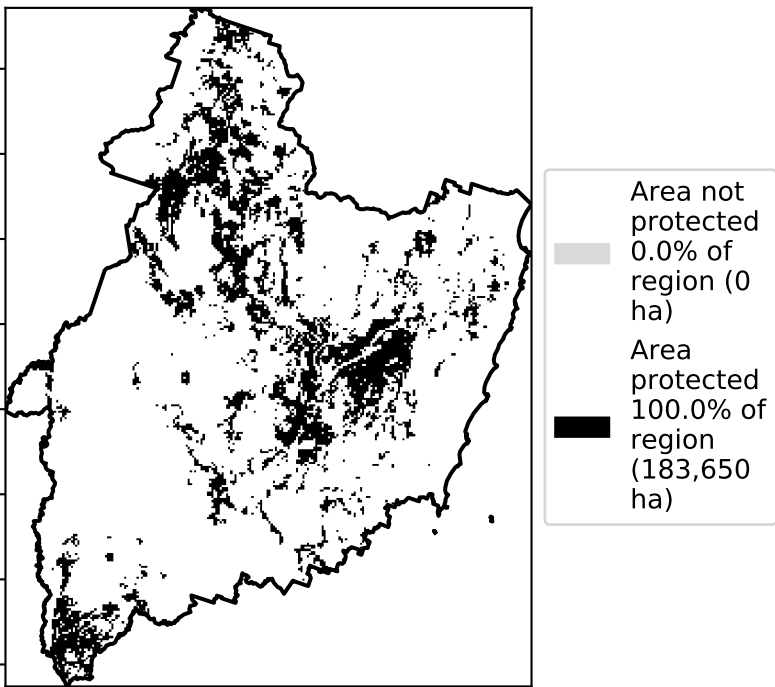 Area not
protected
0.0% of
region (0
ha)
Area
protected
100.0% of
region
(183,650
ha)